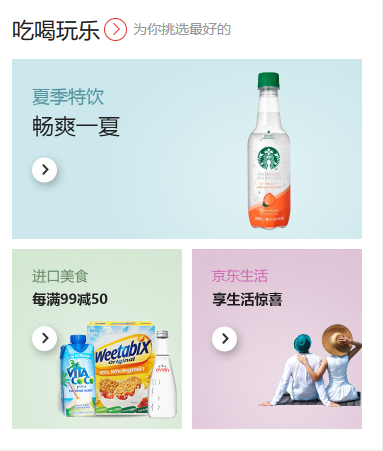 吃喝玩乐
为你挑选最好的
夏季特饮
畅爽一夏
进口美食
每满99减50
VITA
COCO
Weetabix
Original
95% Wholegrain
evian
京东生活
享生活惊喜